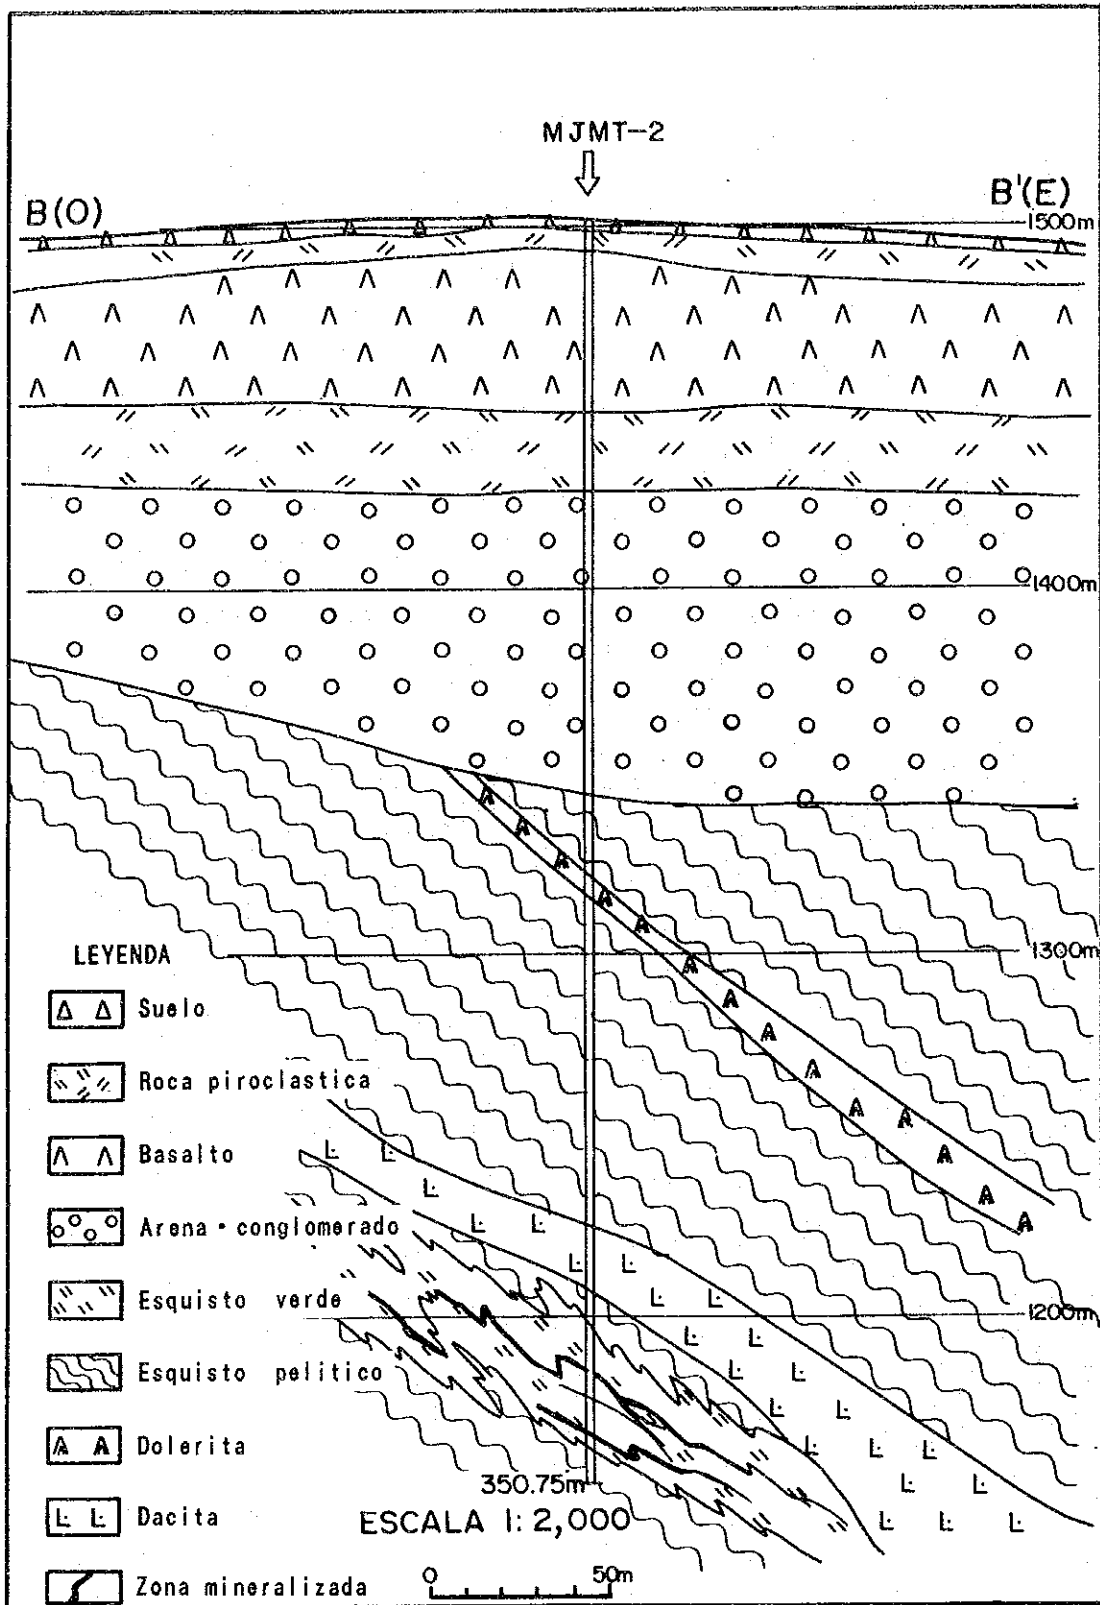 MJMT-2
B(O)
B'(E)
1500m
1400m
1300m
1200m
LEYENDA
Suelo
Roca piroclastica
Basalto
Arena・conglomerado
Esquisto verde
Esquisto pelitico
Dolerita
Dacita
Zona mineralizada
350.75m
ESCALA 1:2,000
0 50m